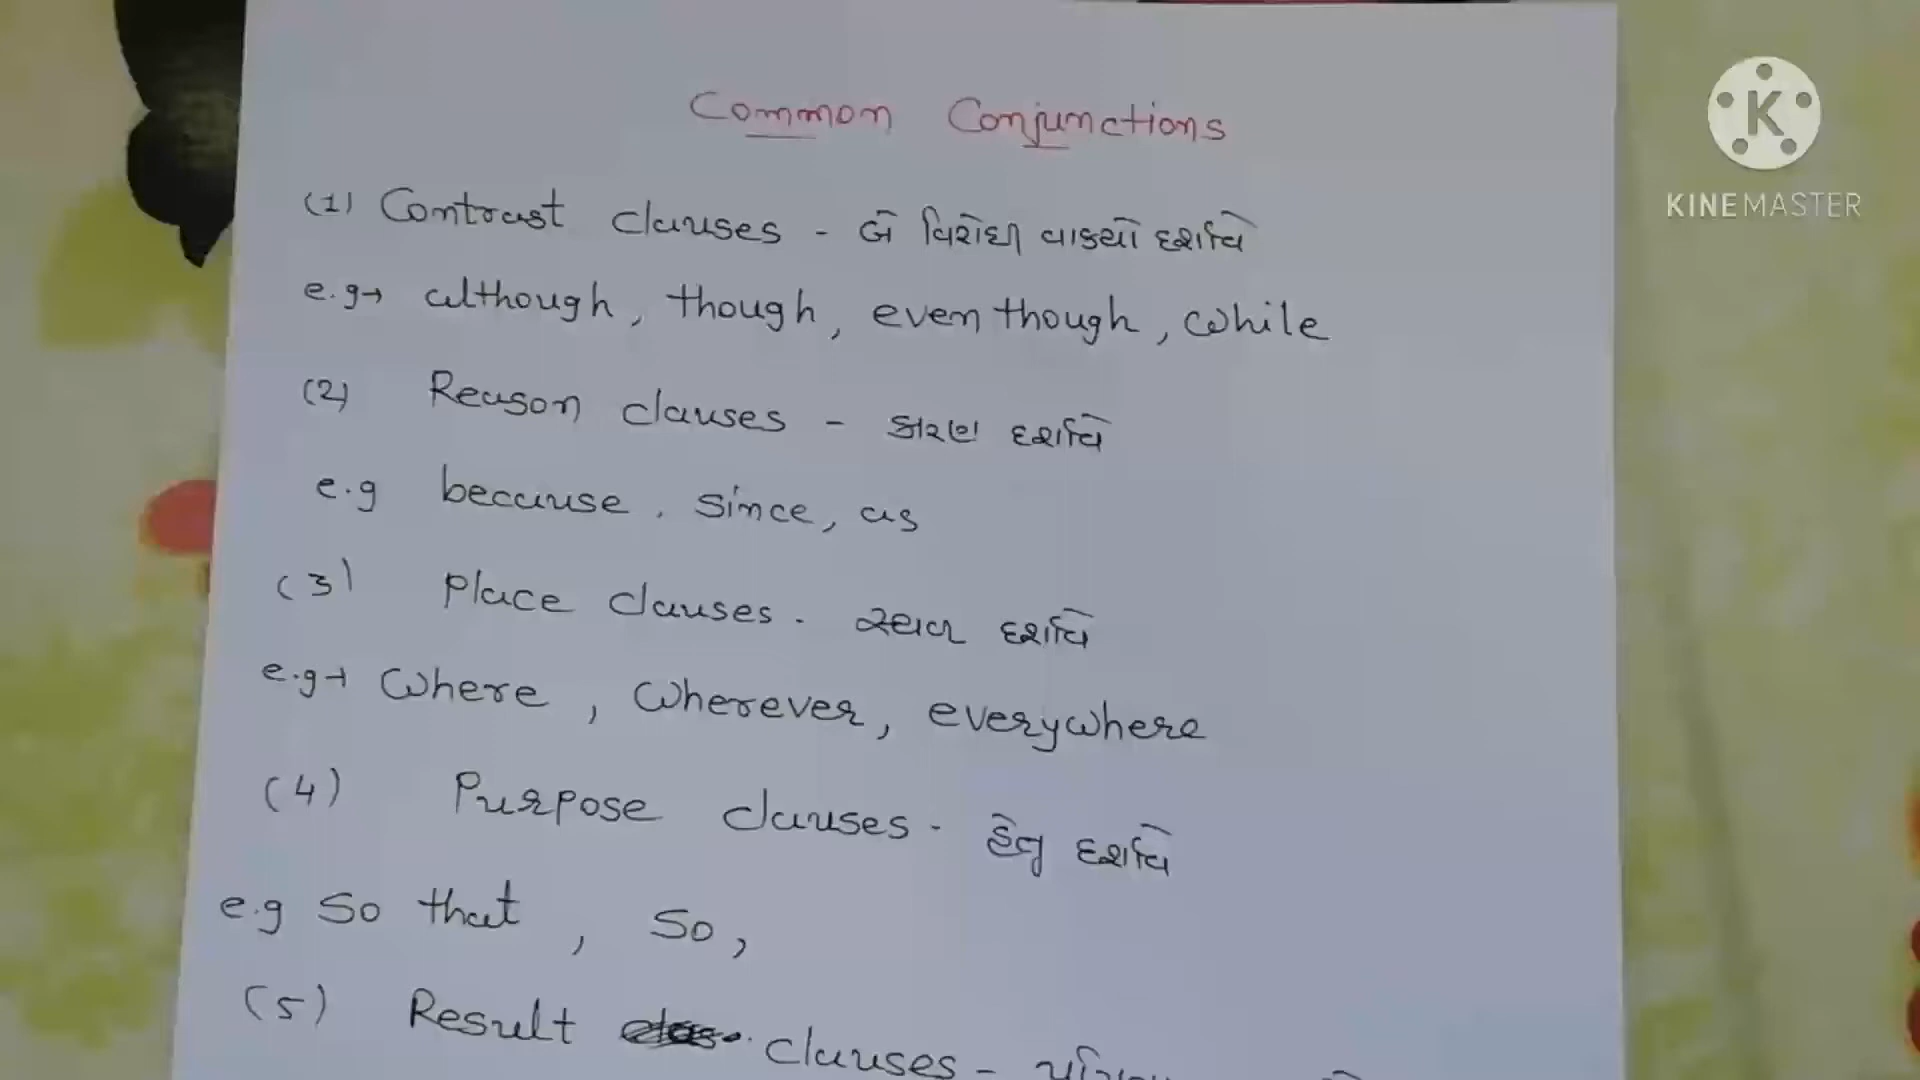 Common Conjunctions
(1) Contrast clauses - બે વિરોધી વાક્યો દર્શાવે
e.g→ although, though, even though, while
(2) Reason clauses - કારણ દર્શાવે
e.g because, since, as
(3) Place clauses. સ્થાન દર્શાવે
e.g→ where, wherever, everywhere
(4) Purpose clauses. હેતુ દર્શાવે
e.g So that, So,
(5) Result clauses -
K
KINEMASTER